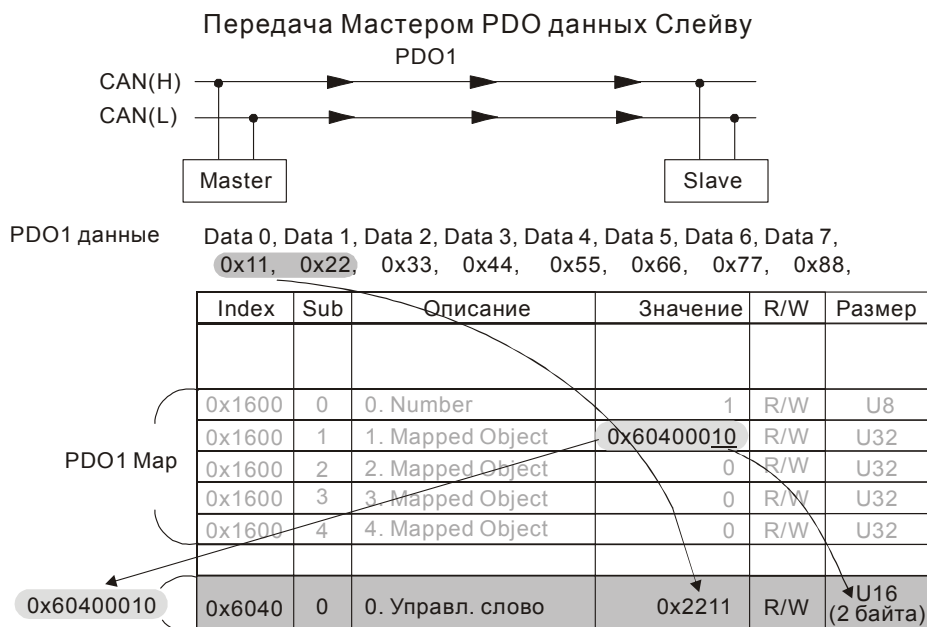 Передача Мастером PDO данных Слейву
PDO1
CAN(H)
CAN(L)
Master Slave
PDO1 данные Data 0, Data 1, Data 2, Data 3, Data 4, Data 5, Data 6, Data 7,
0x11, 0x22, 0x33, 0x44, 0x55, 0x66, 0x77, 0x88,
Index Sub Описание Значение R/W Размер
0x1600 0 0. Number 1 R/W U8
0x1600 1 1. Mapped Object 0x60400010 R/W U32
PDO1 Map
0x1600 2 2. Mapped Object 0 R/W U32
0x1600 3 3. Mapped Object 0 R/W U32
0x1600 4 4. Mapped Object 0 R/W U32
0x60400010 0x6040 0 0. Управл. слово 0x2211 R/W U16
(2 байта)